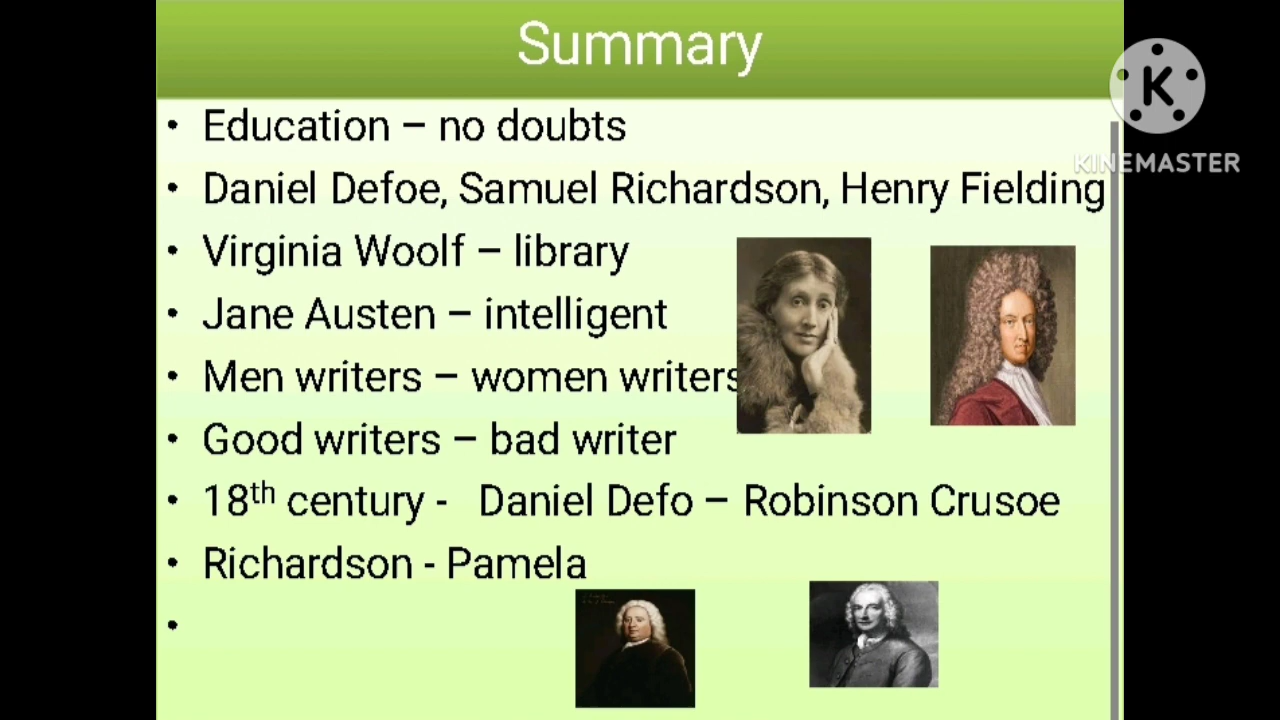 Summary
• Education – no doubts
• Daniel Defoe, Samuel Richardson, Henry Fielding
• Virginia Woolf – library
• Jane Austen – intelligent
• Men writers – women writers
• Good writers – bad writer
• 18th century - Daniel Defo – Robinson Crusoe
• Richardson - Pamela
•
K
KINEMASTER